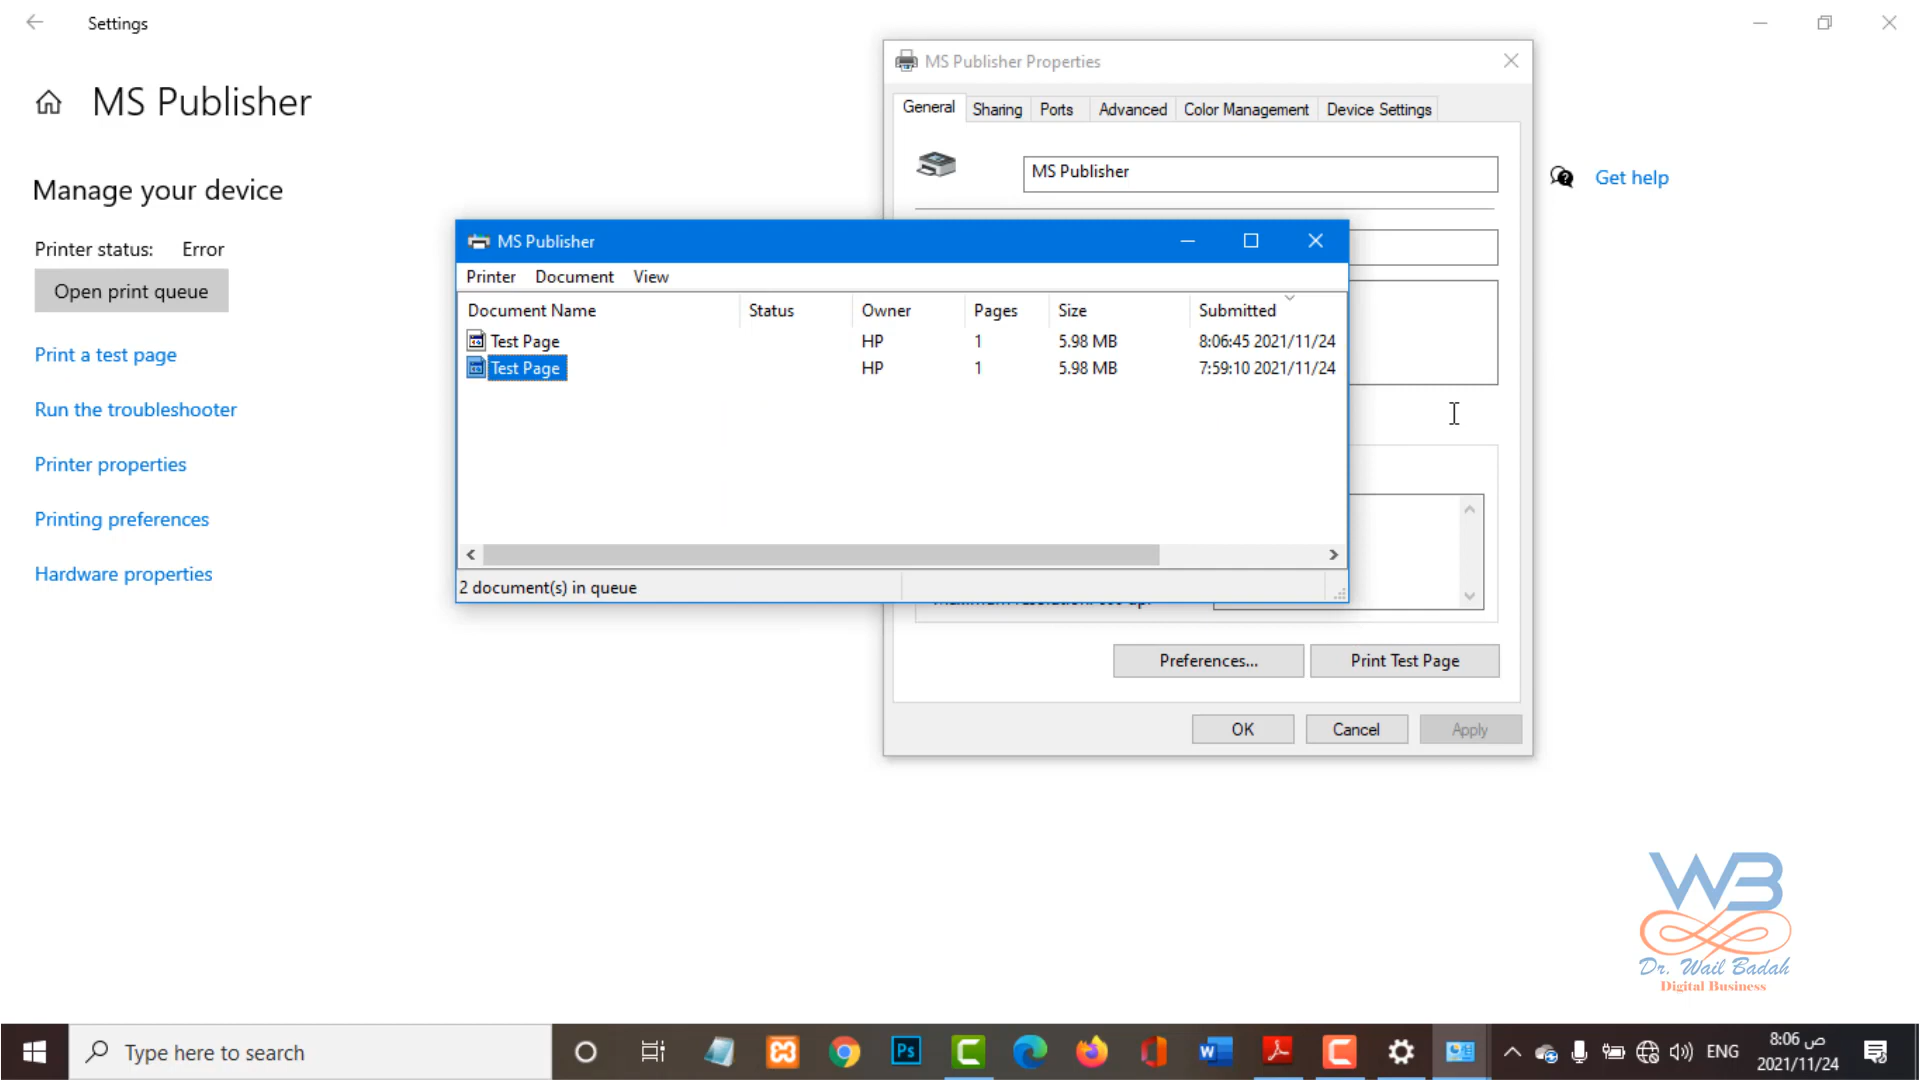 Settings
MS Publisher
Manage your device
Printer status: Error
Open print queue
Print a test page
Run the troubleshooter
Printer properties
Printing preferences
Hardware properties
MS Publisher Properties
General Sharing Ports Advanced Color Management Device Settings
MS Publisher
Get help
MS Publisher
Printer Document View
Document Name Status Owner Pages Size Submitted
Test Page HP 1 5.98 MB 8:06:45 2021/11/24
Test Page HP 1 5.98 MB 7:59:10 2021/11/24
2 document(s) in queue
Preferences... Print Test Page
OK Cancel Apply
WB
Dr. Wail Badah
Digital Business
Type here to search
Ps
ENG
8:06 ص
2021/11/24